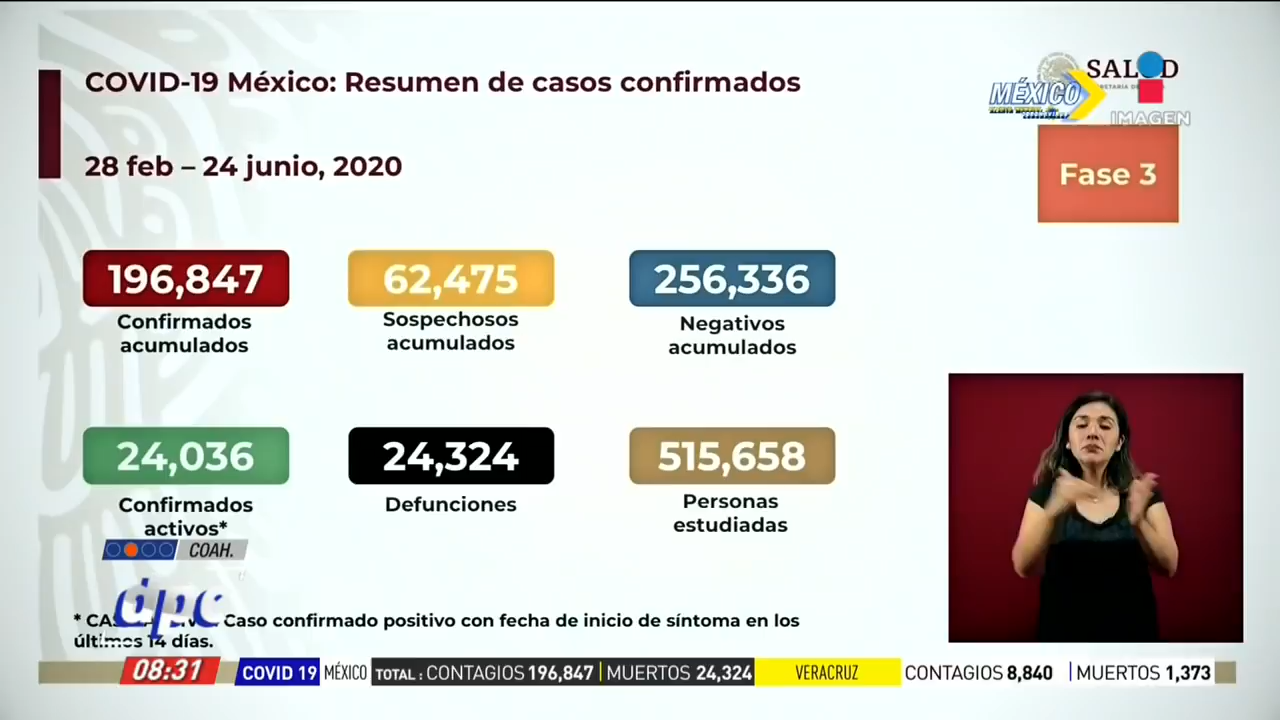 COVID-19 México: Resumen de casos confirmados
28 feb – 24 junio, 2020
SALUD
MÉXICO
IMAGEN
Fase 3
196,847
62,475
256,336
Confirmados
acumulados
Sospechosos
acumulados
Negativos
acumulados
24,036
24,324
515,658
Confirmados
activos*
Defunciones
Personas
estudiadas
COAH.
dpc
Caso confirmado positivo con fecha de inicio de síntoma en los
últimos 14 días.
08:31
COVID 19
MÉXICO
TOTAL : CONTAGIOS 196,847 | MUERTOS 24,324
VERACRUZ
CONTAGIOS 8,840 | MUERTOS 1,373